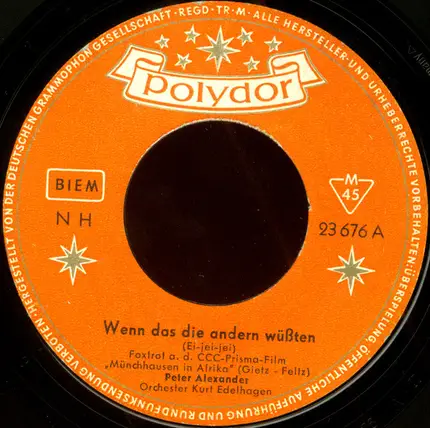 HERGESTELLT VON DER DEUTSCHEN GRAMMOPHON GESELLSCHAFT · REGD · TR · M · ALLE HERSTELLER- UND URHEBERRECHTE VORBEHALTEN · ÜBERSPIELUNG, ÖFFENTLICHE AUFFÜHRUNG UND RUNDFUNKSENDUNG VERBOTEN ·
polydor
BIEM
N H
M
45
23 676 A
Wenn das die andern wüßten
(Ei-jei-jei)
Foxtrot a. d. CCC-Prisma-Film
„Münchhausen in Afrika" (Gietz - Feltz)
Peter Alexander
Orchester Kurt Edelhagen